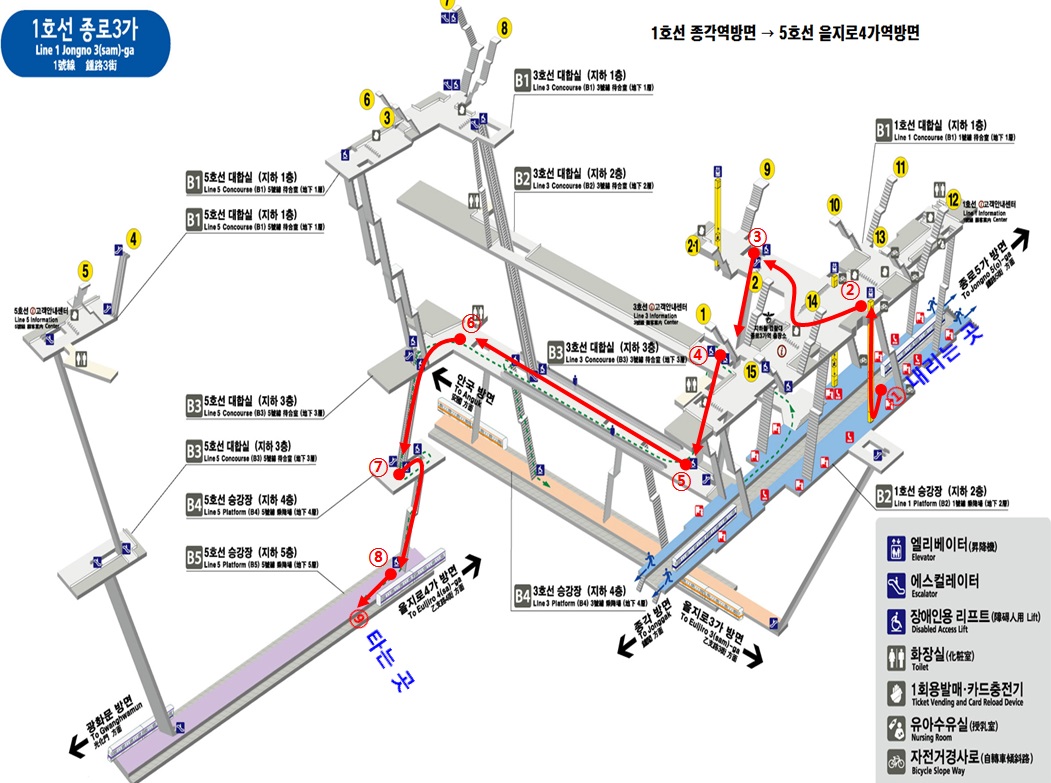 1호선 종로3가
Line 1 Jongno 3(sam)-ga
1號線 鍾路3街
1호선 종각역방면 → 5호선 을지로4가역방면
7
8
6
3
B1 3호선 대합실 (지하 1층)
Line 3 Concourse (B1) 3號線 待合室 (地下 1層)
B1 1호선 대합실 (지하 1층)
Line 1 Concourse (B1) 1號線 待合室 (地下 1層)
B1 5호선 대합실 (지하 1층)
Line 5 Concourse (B1) 5號線 待合室 (地下 1層)
B2 3호선 대합실 (지하 2층)
Line 3 Concourse (B2) 3號線 待合室 (地下 2層)
9
11
10
12
13
B1 5호선 대합실 (지하 1층)
Line 5 Concourse (B1) 5號線 待合室 (地下 1層)
1호선 고객안내센터
Line 1 Information
Center
4
5
2-1
③
2
종로5가 방면
To Jongno 5(o)-ga
5호선 고객안내센터
Line 5 Information
Center
3호선 고객안내센터
Line 3 Information
Center
1
14
②
⑥
④
15
B3 3호선 대합실 (지하 3층)
Line 3 Concourse (B3) 3號線 待合室 (地下 3層)
내리는 곳
①
안국 방면
To Anguk
安國 方面
B3 5호선 대합실 (지하 3층)
Line 5 Concourse (B3) 5號線 待合室 (地下 3層)
B3 5호선 대합실 (지하 3층)
Line 5 Concourse (B3) 5號線 待合室 (地下 3層)
⑦
⑤
B4 5호선 승강장 (지하 4층)
Line 5 Platform (B4) 5號線 乘降場 (地下 4層)
B2 1호선 승강장 (지하 2층)
Line 1 Platform (B2) 1號線 乘降場 (地下 2層)
B5 5호선 승강장 (지하 5층)
Line 5 Platform (B5) 5號線 乘降場 (地下 5層)
⑧
⑨
을지로4가 방면
To Euljiro 4(sa)-ga
乙支路4街 方面
타는 곳
B4 3호선 승강장 (지하 4층)
Line 3 Platform (B4) 3號線 乘降場 (地下 4層)
종각 방면
To Jonggak
鐘閣 方面
을지로3가 방면
To Euljiro 3(sam)-ga
乙支路3街 方面
광화문 방면
To Gwanghwamun
光化門 方面
엘리베이터(昇降機)
Elevator
에스컬레이터
Escalator
장애인용 리프트(障碍人用 Lift)
Disabled Access Lift
화장실(化粧室)
Toilet
1회용발매·카드충전기
Ticket Vending and Card Reload Device
유아수유실(授乳室)
Nursing Room
자전거경사로(自轉車傾斜路)
Bicycle Slope Way